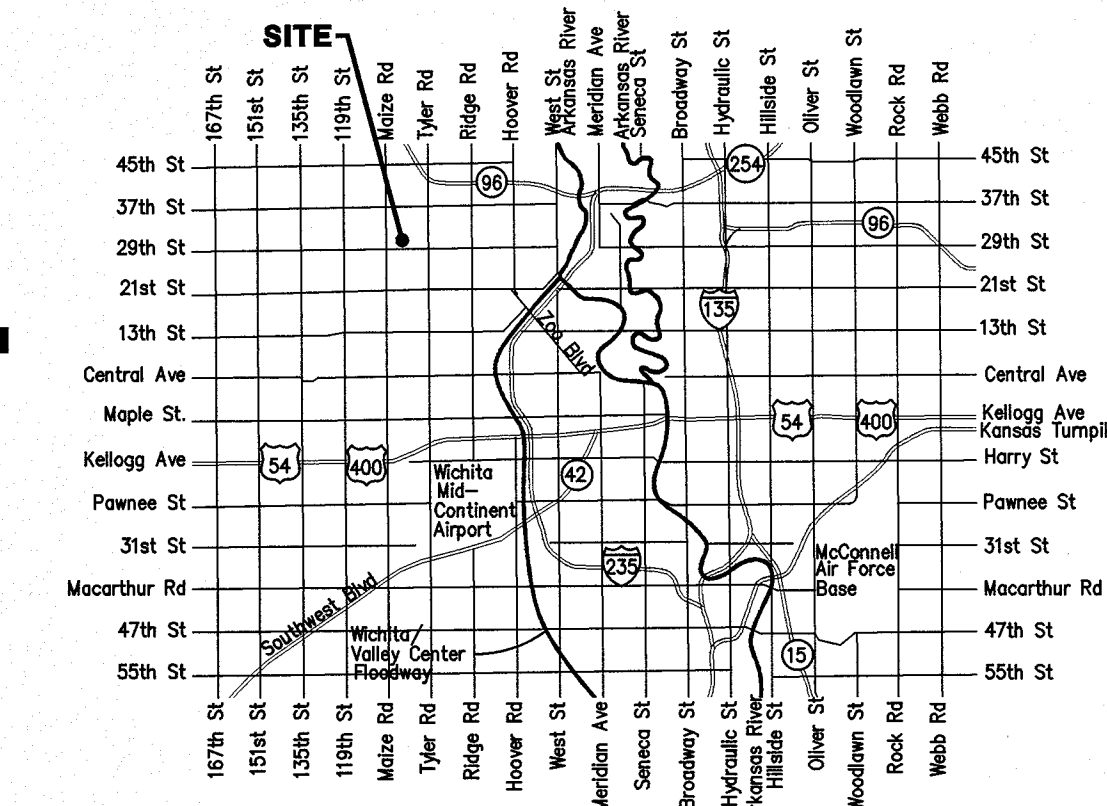 SITE
167th St
151st St
135th St
119th St
Maize Rd
Tyler Rd
Ridge Rd
Hoover Rd
West St
Arkansas River
Meridian Ave
Arkansas River
Seneca St
Broadway St
Hydraulic St
Hillside St
Oliver St
Woodlawn St
Rock Rd
Webb Rd
45th St
37th St
29th St
21st St
13th St
Central Ave
Maple St.
Kellogg Ave
Pawnee St
31st St
Macarthur Rd
47th St
55th St
96
254
96
135
Zoo Blvd
54
400
54
400
42
Wichita
Mid-
Continent
Airport
235
McConnell
Air Force
Base
Southwest Blvd
Wichita/
Valley Center
Floodway
15
45th St
37th St
29th St
21st St
13th St
Central Ave
Kellogg Ave
Kansas Turnpi
Harry St
Pawnee St
31st St
Macarthur Rd
47th St
55th St
167th St
151st St
135th St
119th St
Maize Rd
Tyler Rd
Ridge Rd
Hoover Rd
West St
Meridian Ave
Seneca St
Broadway St
Hydraulic St
Arkansas River
Hillside St
Oliver St
Woodlawn St
Rock Rd
Webb Rd